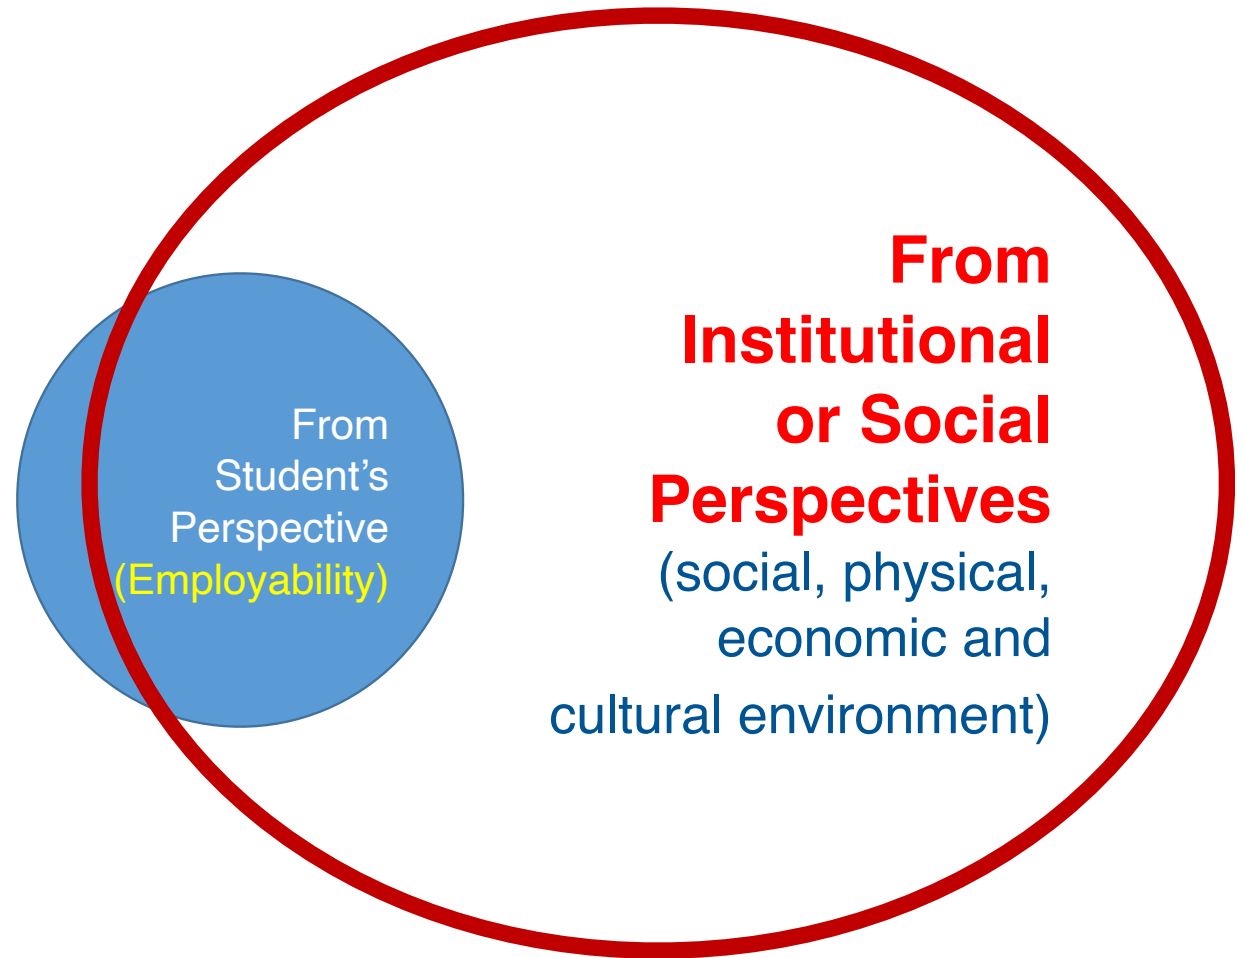 From
Student’s
Perspective
(Employability)
From
Institutional
or Social
Perspectives
(social, physical,
economic and
cultural environment)